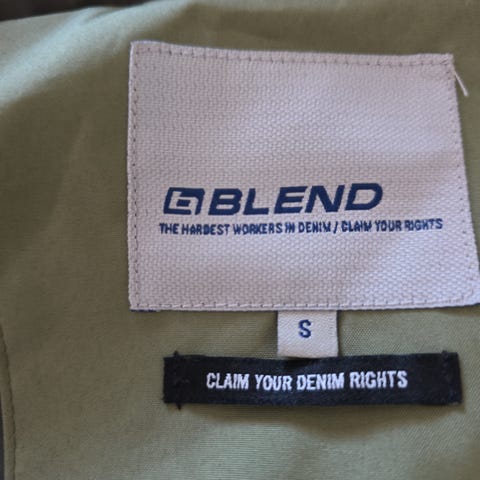 BLEND
THE HARDEST WORKERS IN DENIM / CLAIM YOUR RIGHTS
S
CLAIM YOUR DENIM RIGHTS